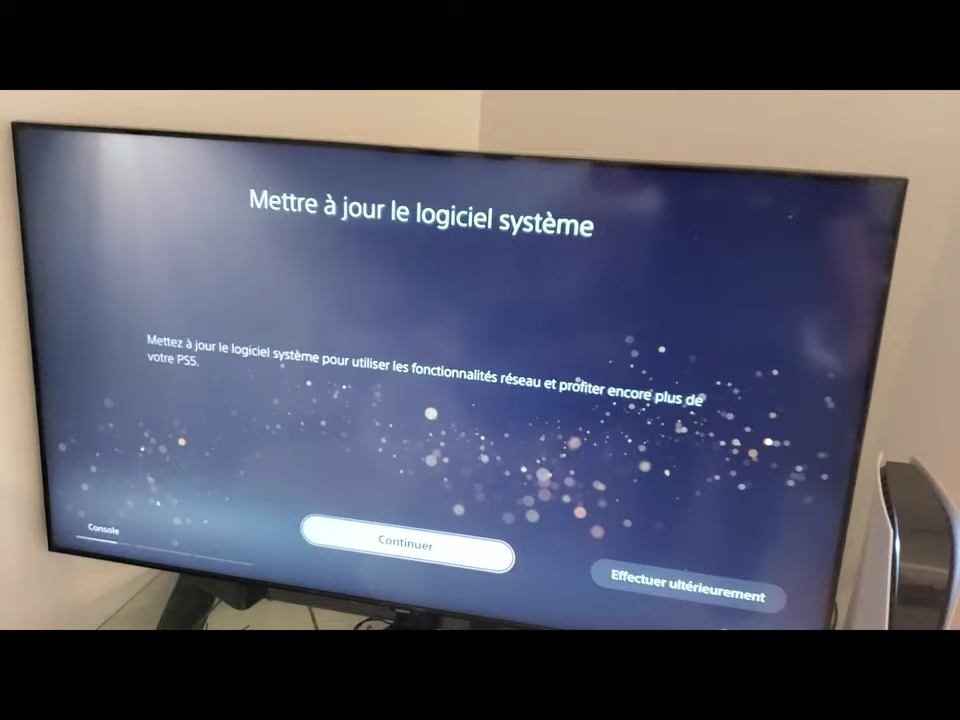 Mettre à jour le logiciel système
Mettez à jour le logiciel système pour utiliser les fonctionnalités réseau et profiter encore plus de
votre PS5.
Console
Continuer
Effectuer ultérieurement